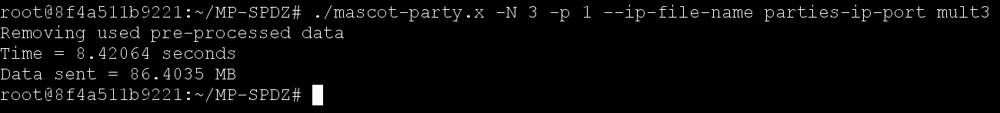 root@8f4a511b9221:~/MP-SPDZ# ./mascot-party.x -N 3 -p 1 --ip-file-name parties-ip-port mult3
Removing used pre-processed data
Time = 8.42064 seconds
Data sent = 86.4035 MB
root@8f4a511b9221:~/MP-SPDZ#